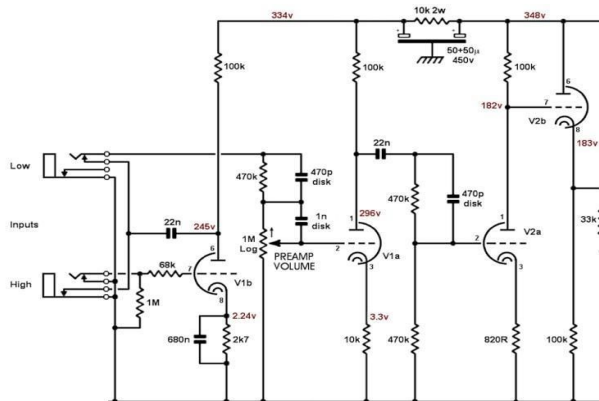 334v
10k 2w
348v
50+50µ
450v
100k
100k
100k
6
182v
7
V2b
8
183v
Low
22n
470k
470p
disk
470k
470p
disk
33k
Inputs
22n
245v
1n
disk
296v
1M
Log
PREAMP
VOLUME
1
2
V1a
3
1
2
V2a
3
High
68k
6
7
V1b
8
1M
2.24v
3.3v
680n
2k7
10k
470k
820R
100k